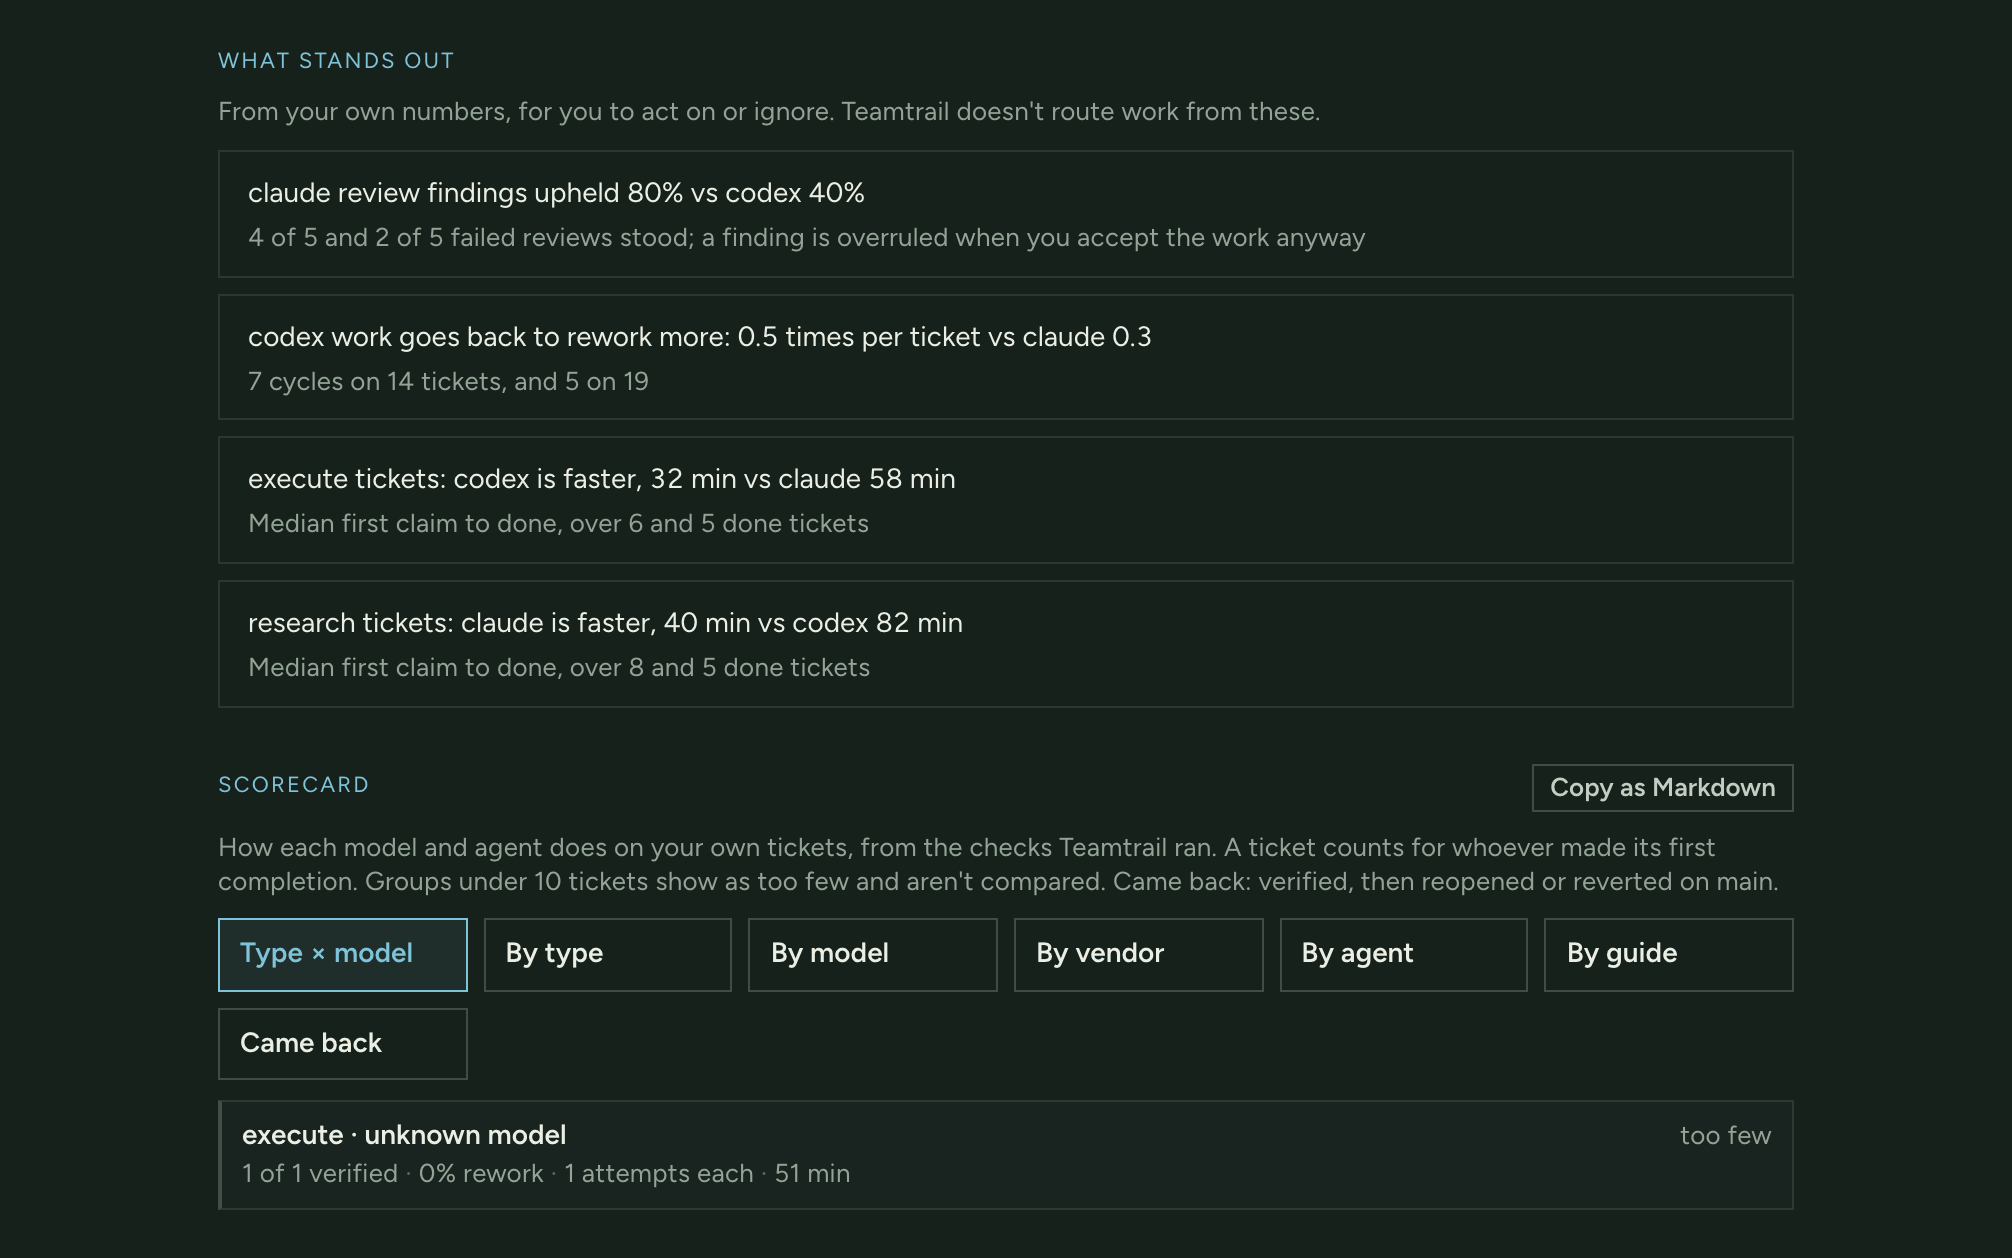 WHAT STANDS OUT
From your own numbers, for you to act on or ignore. Teamtrail doesn't route work from these.
claude review findings upheld 80% vs codex 40%
4 of 5 and 2 of 5 failed reviews stood; a finding is overruled when you accept the work anyway
codex work goes back to rework more: 0.5 times per ticket vs claude 0.3
7 cycles on 14 tickets, and 5 on 19
execute tickets: codex is faster, 32 min vs claude 58 min
Median first claim to done, over 6 and 5 done tickets
research tickets: claude is faster, 40 min vs codex 82 min
Median first claim to done, over 8 and 5 done tickets
SCORECARD
Copy as Markdown
How each model and agent does on your own tickets, from the checks Teamtrail ran. A ticket counts for whoever made its first
completion. Groups under 10 tickets show as too few and aren't compared. Came back: verified, then reopened or reverted on main.
Type × model
By type
By model
By vendor
By agent
By guide
Came back
execute · unknown model
too few
1 of 1 verified · 0% rework · 1 attempts each · 51 min